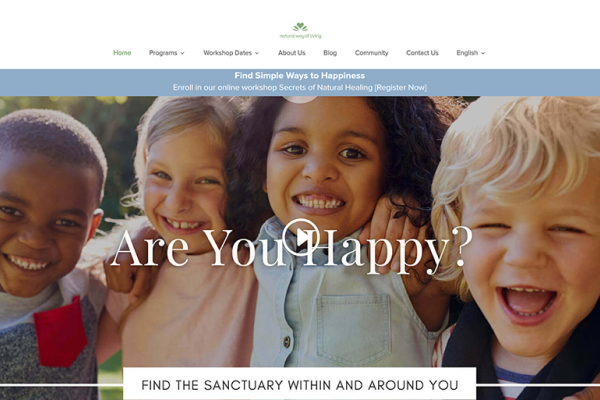 natural way of living
Home Programs Workshop Dates About Us Blog Community Contact Us English
Find Simple Ways to Happiness
Enroll in our online workshop Secrets of Natural Healing [Register Now]
Are You Happy?
FIND THE SANCTUARY WITHIN AND AROUND YOU